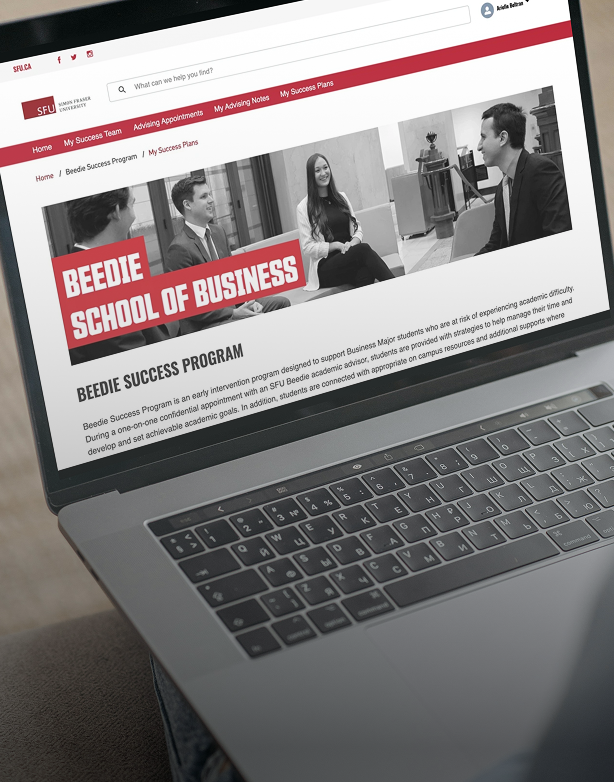 SFU.CA
What can we help you find?
Arielle Beltran
SFU
SIMON FRASER
UNIVERSITY
Home My Success Team Advising Appointments My Advising Notes My Success Plans
Home / Beedie Success Program / My Success Plans
BEEDIE
SCHOOL OF BUSINESS
BEEDIE SUCCESS PROGRAM
Beedie Success Program is an early intervention program designed to support Business Major students who are at risk of experiencing academic difficulty.
During a one-on-one confidential appointment with an SFU Beedie academic advisor, students are provided with strategies to help manage their time and
develop and set achievable academic goals. In addition, students are connected with appropriate on campus resources and additional supports where